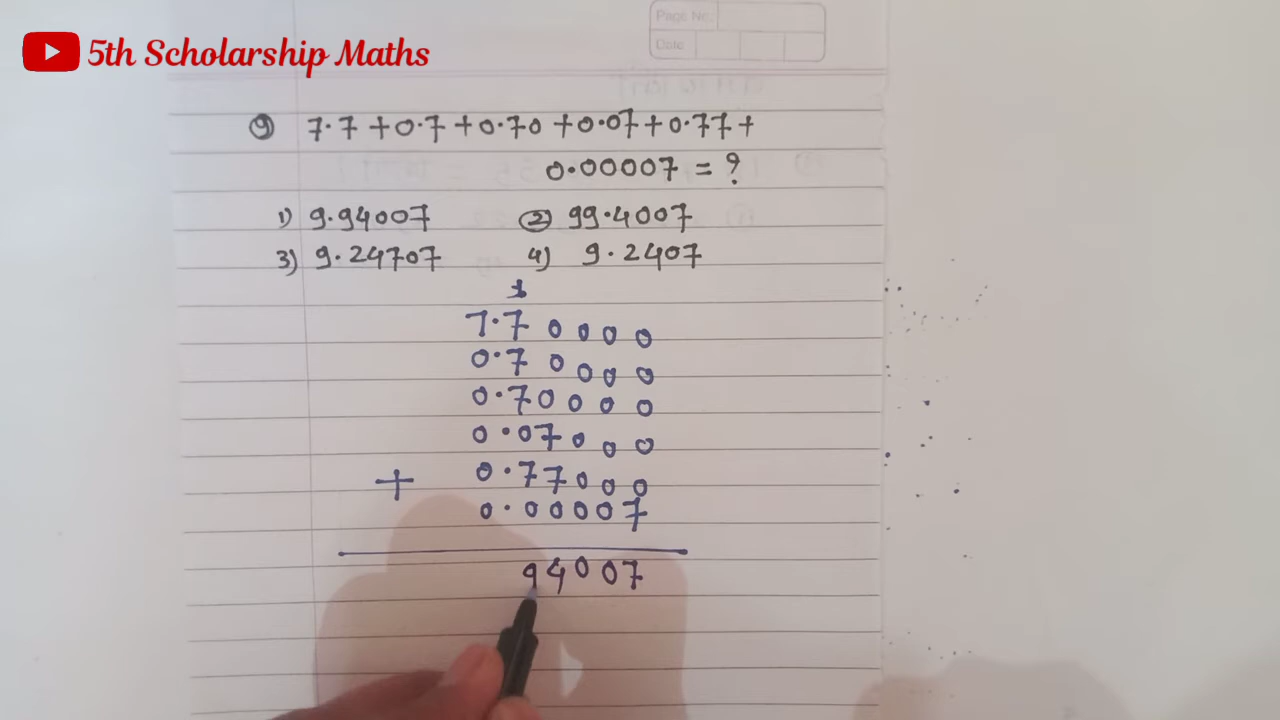 5th Scholarship Maths
Page No.:
Date
9 7.7 + 0.7 + 0.70 + 0.07 + 0.77 +
0.00007 = ?
1) 9.94007 2 99.4007
3) 9.24707 4) 9.2407
1
7.70000
0.70000
0.70000
0.07000
+ 0.77000
0.00007
94007